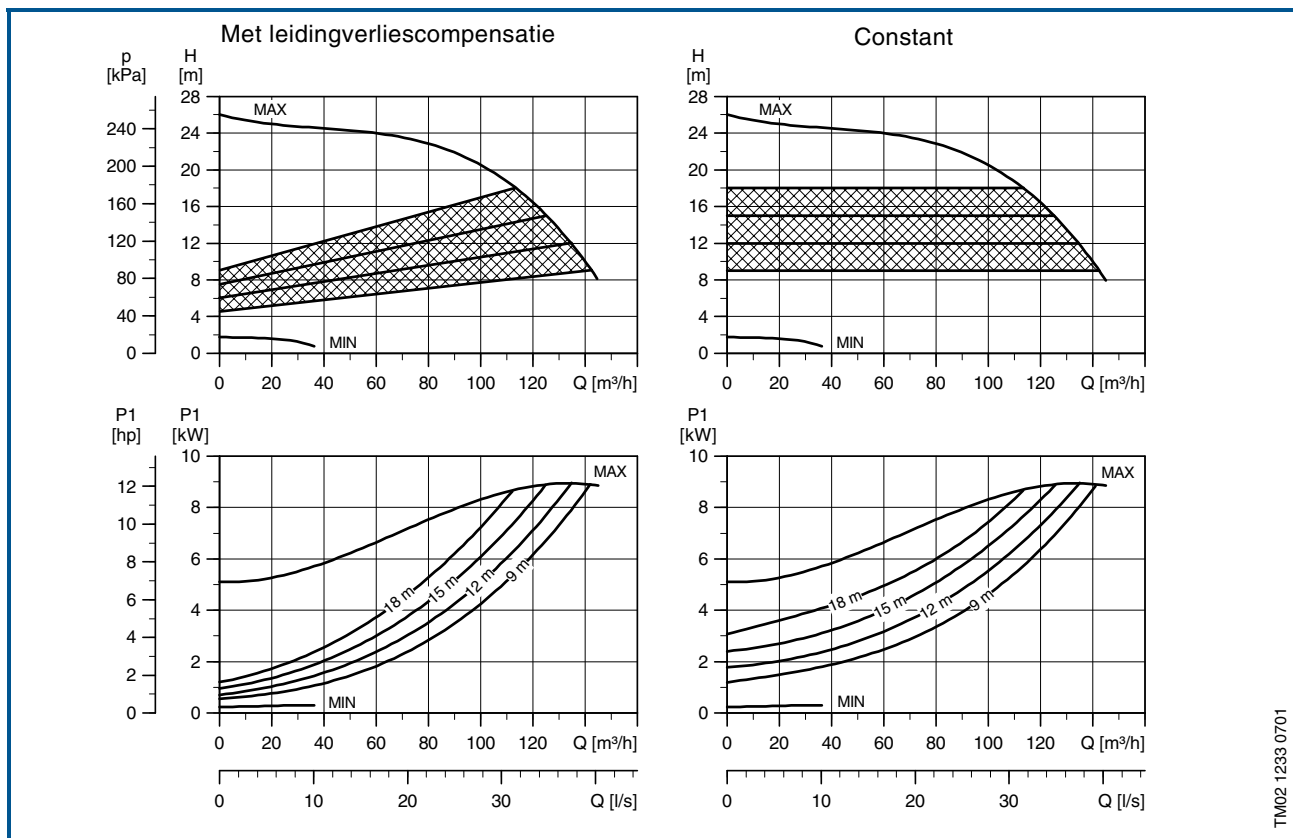 Met leidingverliescompensatie
Constant
p
[kPa]
H
[m]
240
200
160
120
80
40
0
28
24
20
16
12
8
4
0
MAX
MIN
0 20 40 60 80 100 120 Q [m³/h]
H
[m]
28
24
20
16
12
8
4
0
MAX
MIN
0 20 40 60 80 100 120 Q [m³/h]
P1
[hp]
P1
[kW]
12
10
8
6
4
2
0
10
8
6
4
2
0
MAX
18 m
15 m
12 m
9 m
MIN
0 20 40 60 80 100 120 Q [m³/h]
0 10 20 30 Q [l/s]
P1
[kW]
10
8
6
4
2
0
MAX
18 m
15 m
12 m
9 m
MIN
0 20 40 60 80 100 120 Q [m³/h]
0 10 20 30 Q [l/s]
TM02 1233 0701